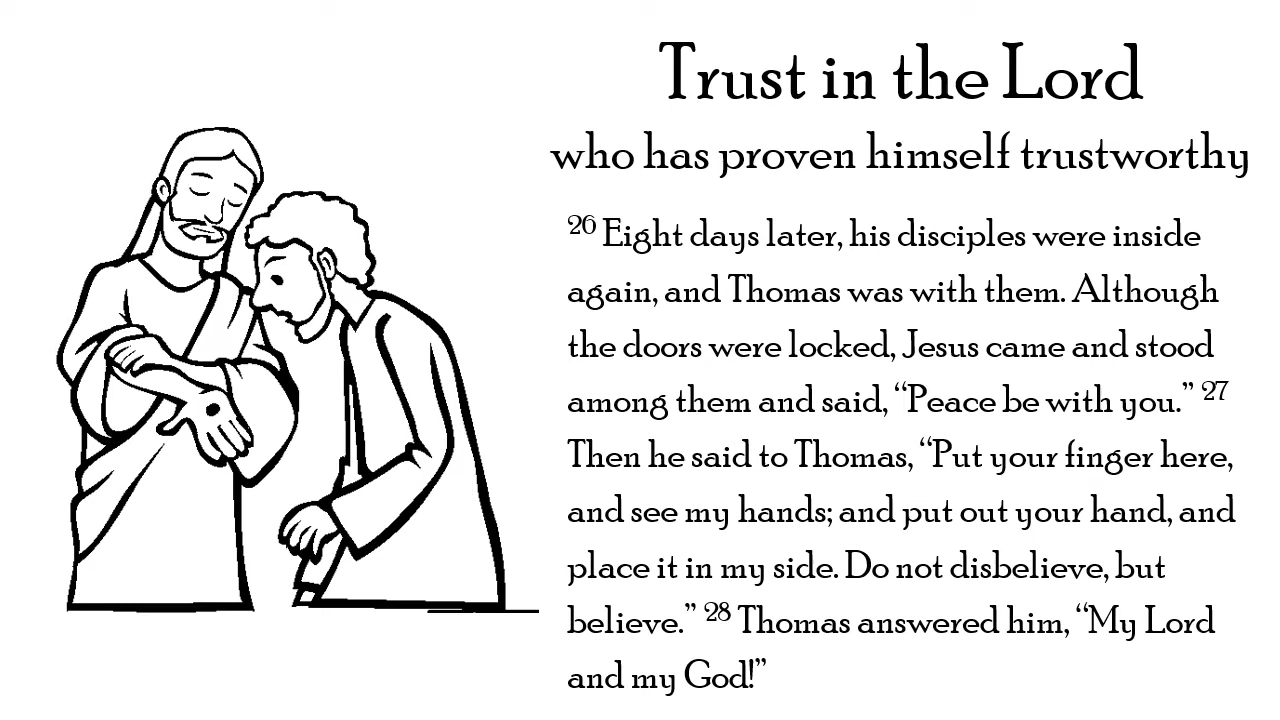 Trust in the Lord
who has proven himself trustworthy
26 Eight days later, his disciples were inside
again, and Thomas was with them. Although
the doors were locked, Jesus came and stood
among them and said, “Peace be with you.” 27
Then he said to Thomas, “Put your finger here,
and see my hands; and put out your hand, and
place it in my side. Do not disbelieve, but
believe.” 28 Thomas answered him, “My Lord
and my God!”